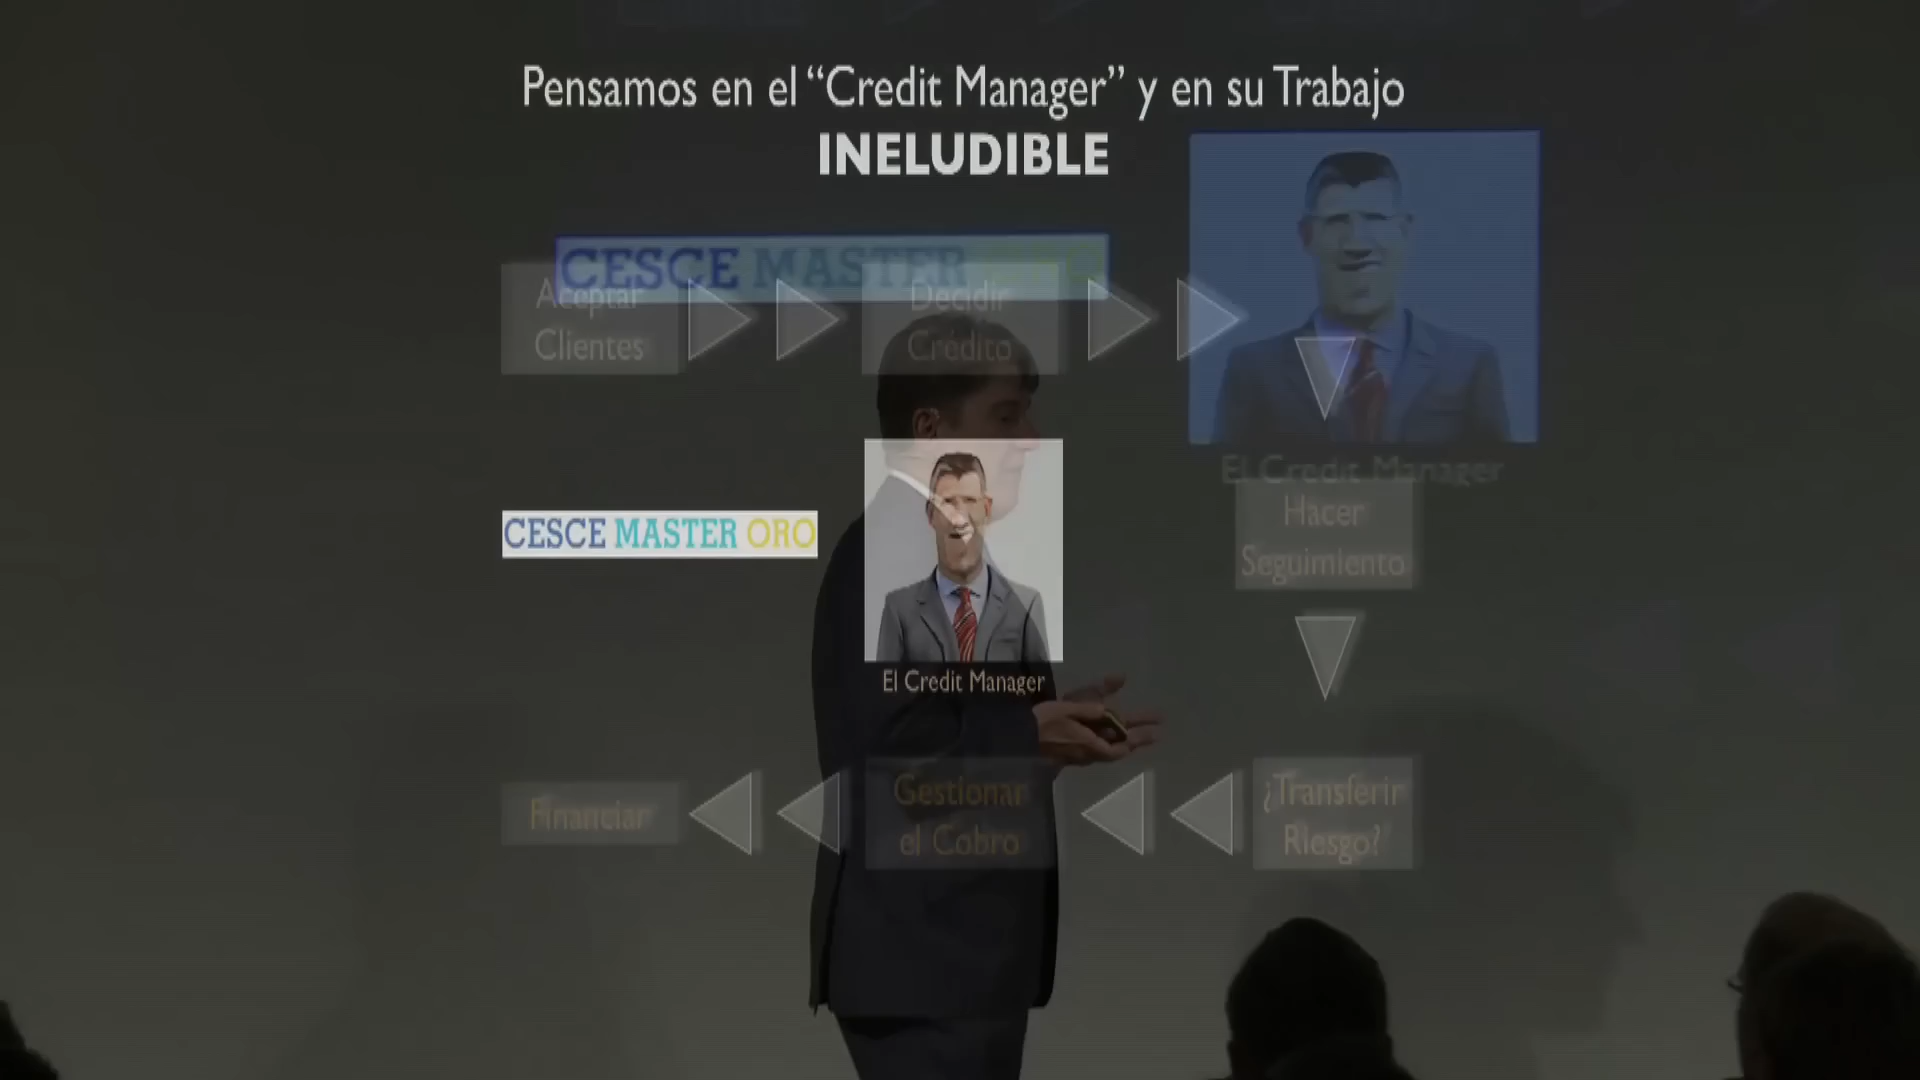 Pensamos en el “Credit Manager” y en su Trabajo
INELUDIBLE
CESCE MASTER
Aceptar
Clientes
Decidir
Crédito
El Credit Manager
Hacer
Seguimiento
CESCE MASTER ORO
El Credit Manager
Financiar
Gestionar
el Cobro
¿Transferir
Riesgo?